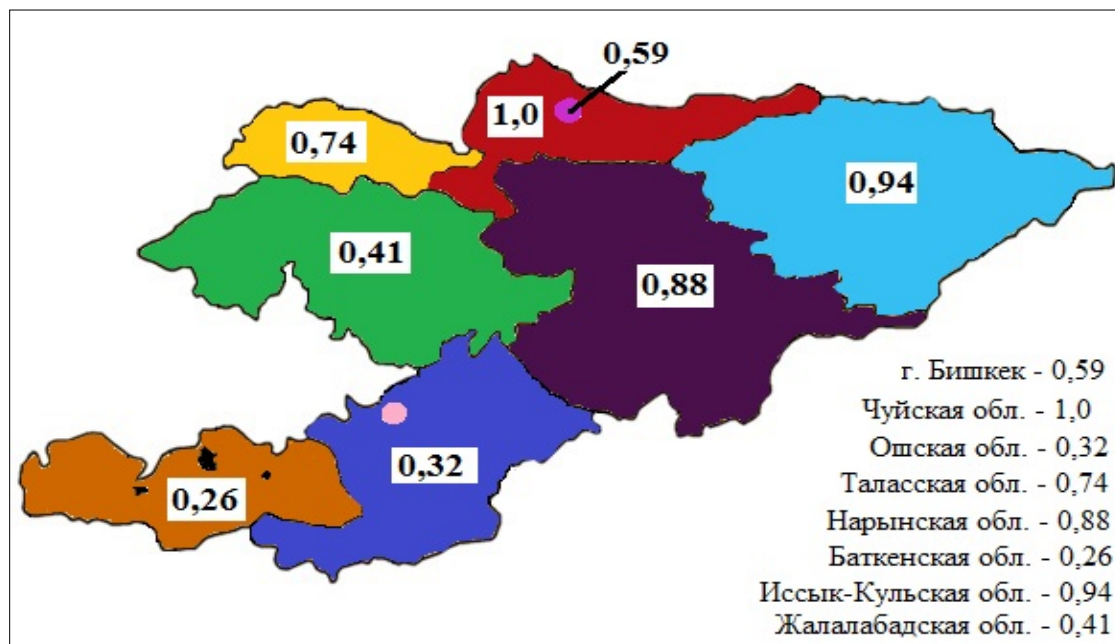 0,59
1,0
0,74
0,94
0,41
0,88
0,32
0,26
г. Бишкек - 0,59
Чуйская обл. - 1,0
Ошская обл. - 0,32
Таласская обл. - 0,74
Нарынская обл. - 0,88
Баткенская обл. - 0,26
Иссык-Кульская обл. - 0,94
Жалалабадская обл. - 0,41